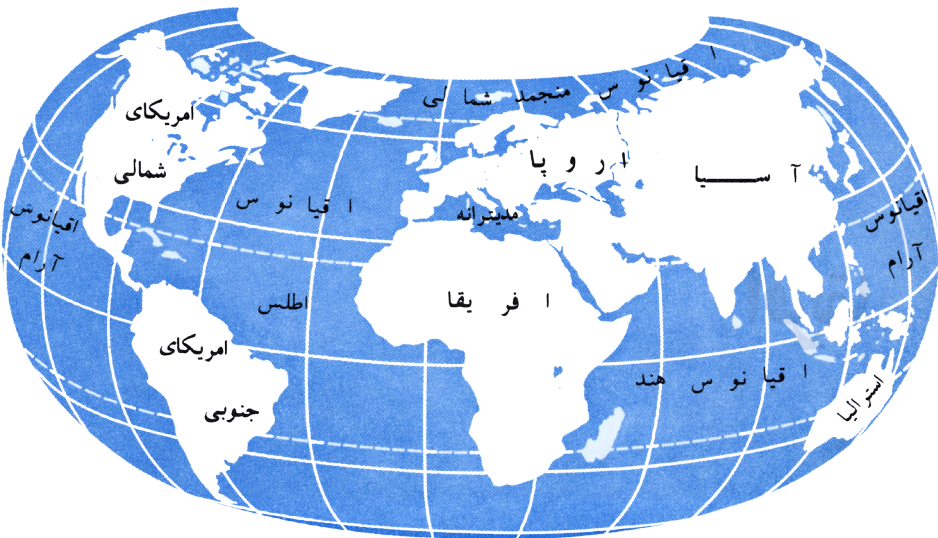 اقیانوس منجمد شمالی
امریکای
شمالی
اروپا
آسیا
اقیانوس
اطلس
مدیترانه
اقیانوس
آرام
اقیانوس
آرام
افریقا
امریکای
جنوبی
اقیانوس هند
استرالیا